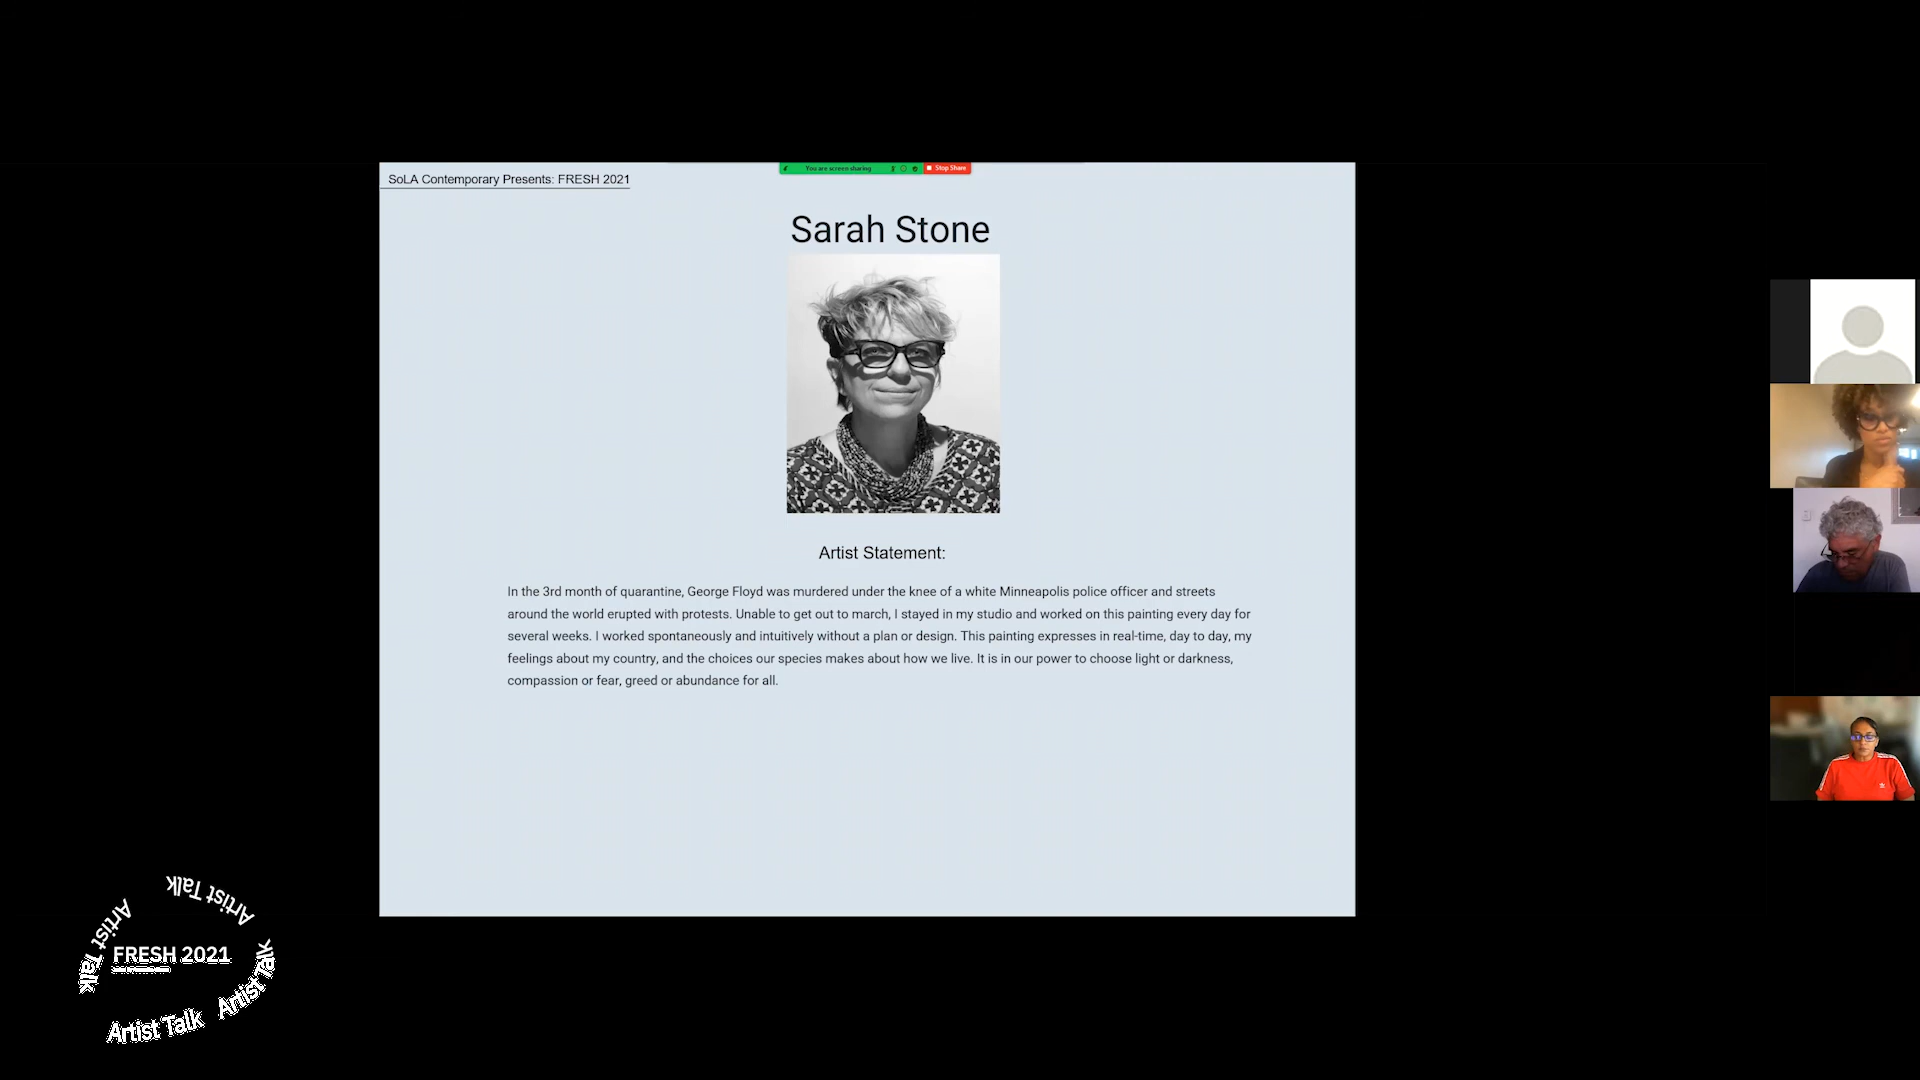 SoLA Contemporary Presents: FRESH 2021
You are screen sharing
Stop Share
Sarah Stone
Artist Statement:
In the 3rd month of quarantine, George Floyd was murdered under the knee of a white Minneapolis police officer and streets
around the world erupted with protests. Unable to get out to march, I stayed in my studio and worked on this painting every day for
several weeks. I worked spontaneously and intuitively without a plan or design. This painting expresses in real-time, day to day, my
feelings about my country, and the choices our species makes about how we live. It is in our power to choose light or darkness,
compassion or fear, greed or abundance for all.
Artist Talk
Artist Talk
FRESH 2021
Artist Talk
Artist Talk